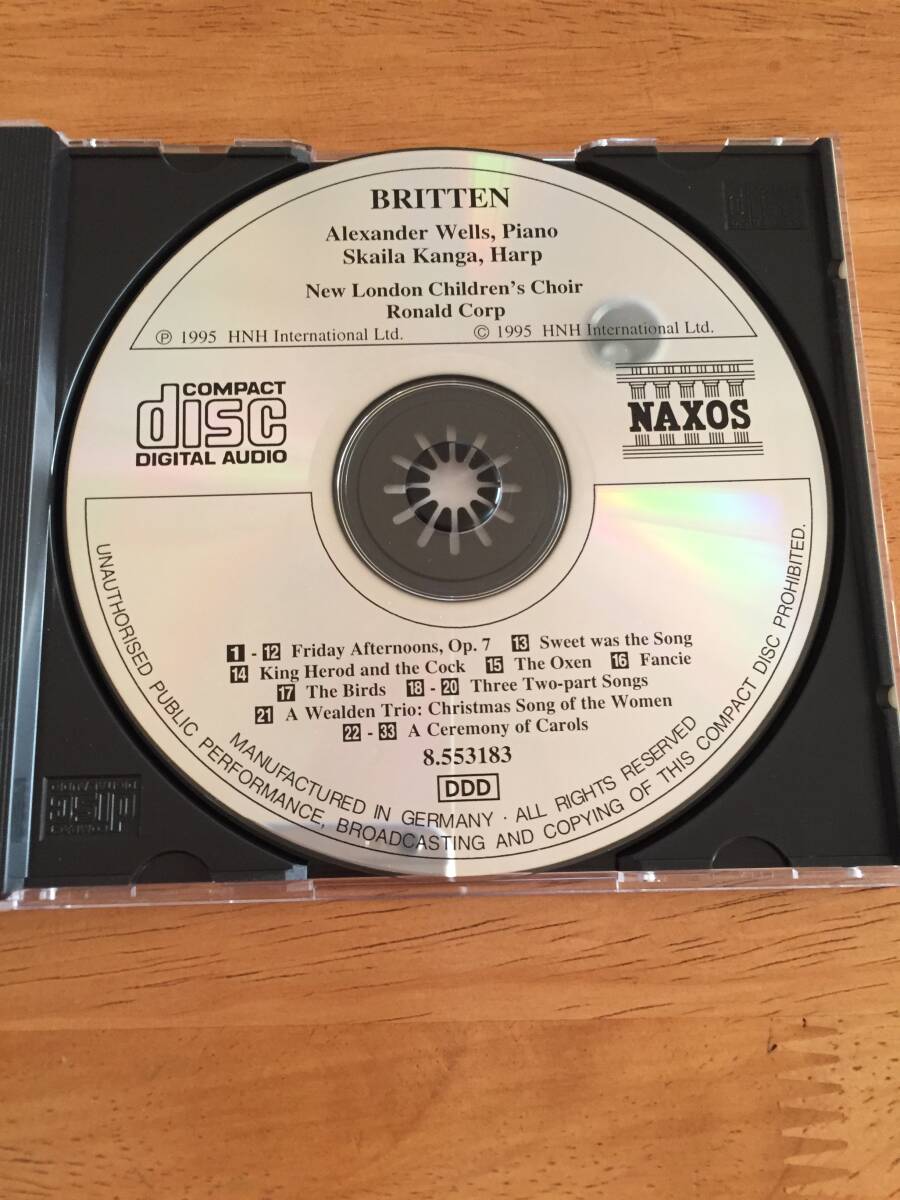 BRITTEN
Alexander Wells, Piano
Skaila Kanga, Harp
New London Children's Choir
Ronald Corp
Ⓟ 1995 HNH International Ltd. © 1995 HNH International Ltd.
COMPACT
disc
DIGITAL AUDIO
NAXOS
1 - 12 Friday Afternoons, Op. 7 13 Sweet was the Song
14 King Herod and the Cock 15 The Oxen 16 Fancie
17 The Birds 18 - 20 Three Two-part Songs
21 A Wealden Trio: Christmas Song of the Women
22 - 33 A Ceremony of Carols
8.553183
DDD
MANUFACTURED IN GERMANY · ALL RIGHTS RESERVED
UNAUTHORISED PUBLIC PERFORMANCE, BROADCASTING AND COPYING OF THIS COMPACT DISC PROHIBITED.